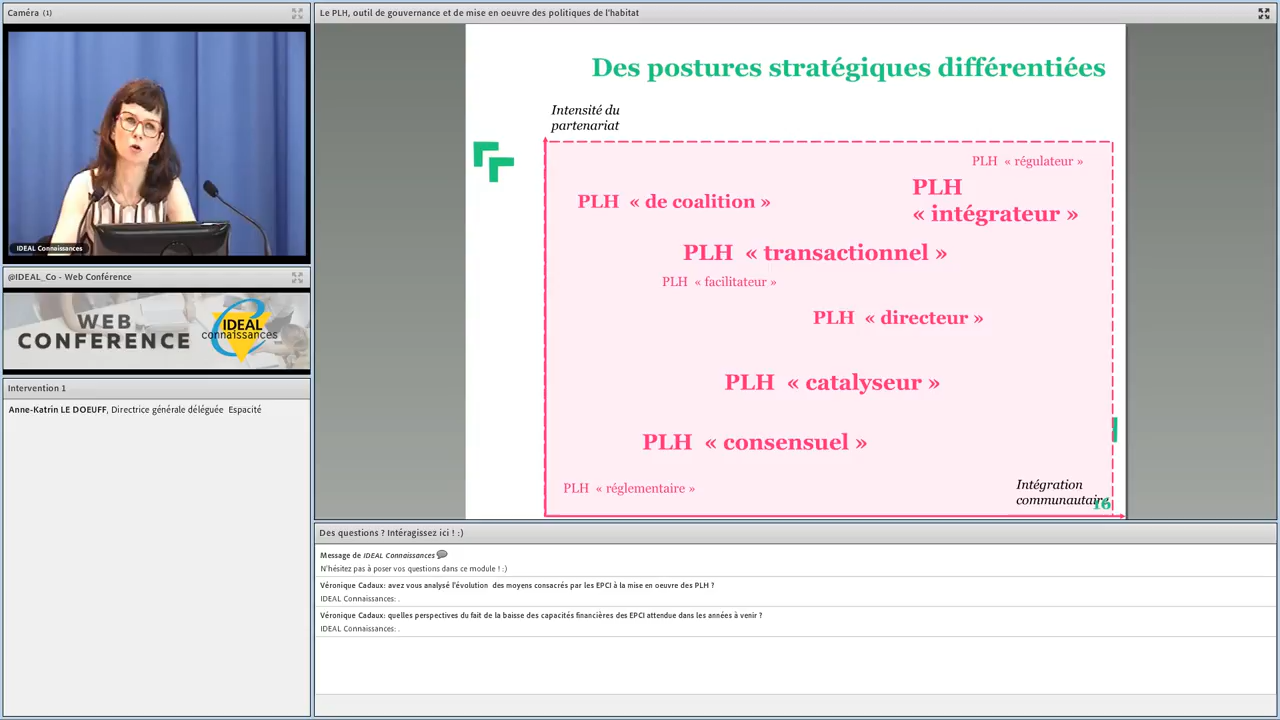 Caméra (1)
IDEAL Connaissances
@IDEAL_Co - Web Conférence
WEB
CONFERENCE
IDEAL
connaissances
Intervention 1
Anne-Katrin LE DOEUFF, Directrice générale déléguée Espacité
Le PLH, outil de gouvernance et de mise en oeuvre des politiques de l'habitat
Des postures stratégiques différentiées
Intensité du
partenariat
PLH « régulateur »
PLH
« intégrateur »
PLH « de coalition »
PLH « transactionnel »
PLH « facilitateur »
PLH « directeur »
PLH « catalyseur »
PLH « consensuel »
PLH « réglementaire »
Intégration
communautaire
16
Des questions ? Intéragissez ici ! :)
Message de IDEAL Connaissances
N'hésitez pas à poser vos questions dans ce module ! :)
Véronique Cadaux: avez vous analysé l'évolution des moyens consacrés par les EPCI à la mise en oeuvre des PLH ?
IDEAL Connaissances: .
Véronique Cadaux: quelles perspectives du fait de la baisse des capacités financières des EPCI attendue dans les années à venir ?
IDEAL Connaissances: .